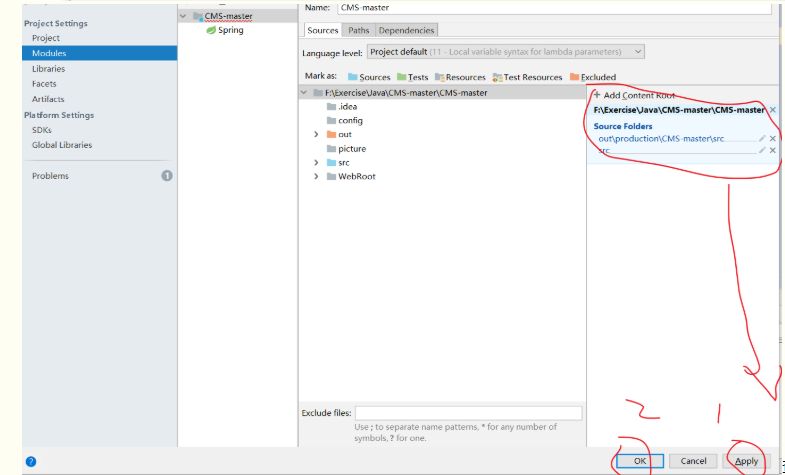 Project Settings
Project
Modules
Libraries
Facets
Artifacts
Platform Settings
SDKs
Global Libraries
Problems
1
CMS-master
Spring
Name: CMS-master
Sources Paths Dependencies
Language level: Project default (11 - Local variable syntax for lambda parameters)
Mark as: Sources Tests Resources Test Resources Excluded
F:\Exercise\Java\CMS-master\CMS-master
.idea
config
out
picture
src
WebRoot
+ Add Content Root
F:\Exercise\Java\CMS-master\CMS-master
Source Folders
out\production\CMS-master\src
src
Exclude files:
Use ; to separate name patterns, * for any number of
symbols, ? for one.
2 1
? OK Cancel Apply